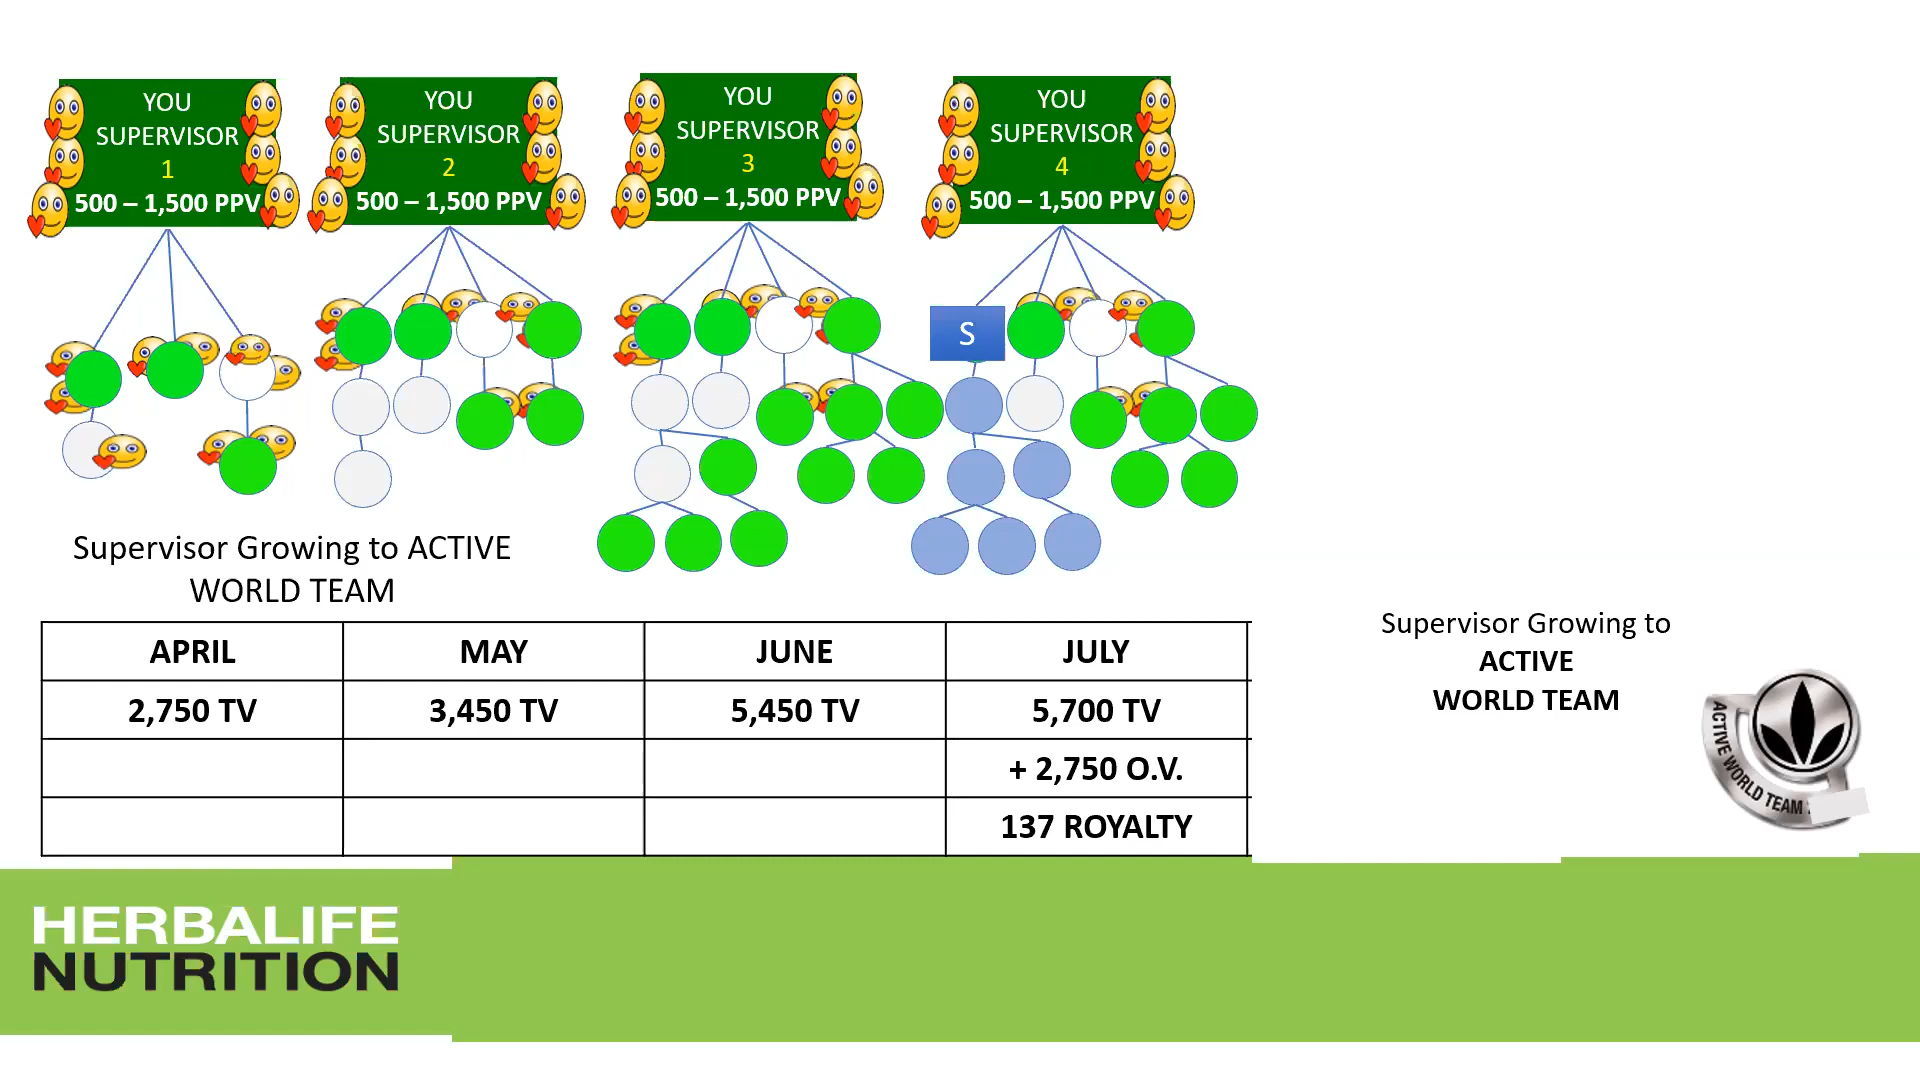 YOU
SUPERVISOR
1
500 – 1,500 PPV
YOU
SUPERVISOR
2
500 – 1,500 PPV
YOU
SUPERVISOR
3
500 – 1,500 PPV
YOU
SUPERVISOR
4
500 – 1,500 PPV
S
Supervisor Growing to ACTIVE
WORLD TEAM
APRIL MAY JUNE JULY
2,750 TV 3,450 TV 5,450 TV 5,700 TV
+ 2,750 O.V.
137 ROYALTY
Supervisor Growing to
ACTIVE
WORLD TEAM
ACTIVE WORLD TEAM
HERBALIFE
NUTRITION